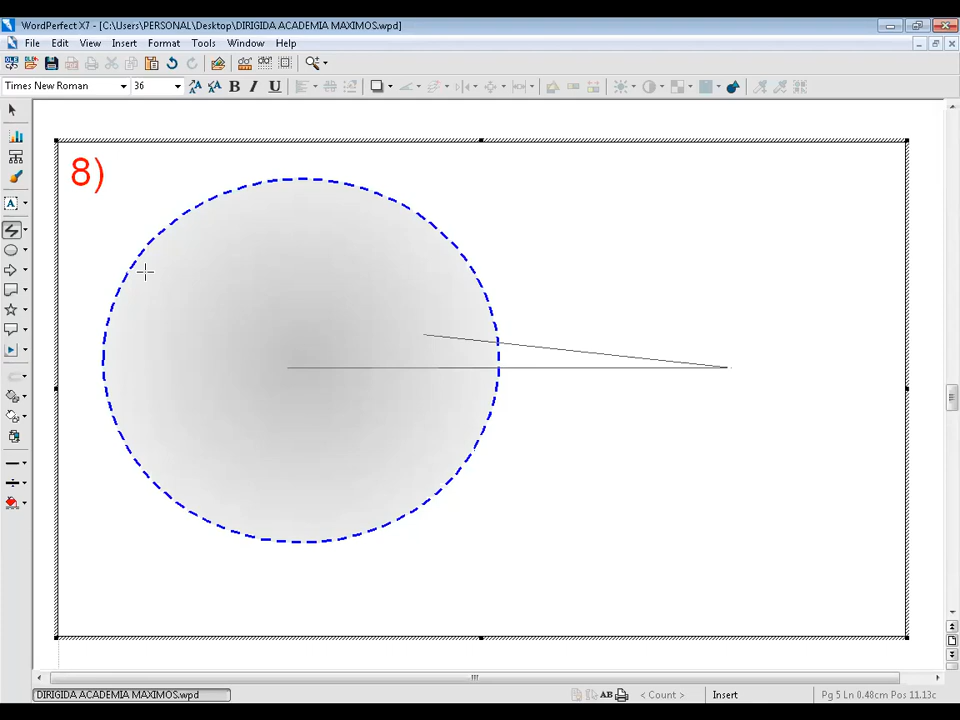 WordPerfect X7 - [C:\Users\PERSONAL\Desktop\DIRIGIDA ACADEMIA MAXIMOS.wpd]
File Edit View Insert Format Tools Window Help
Times New Roman 36 B I U
8)
DIRIGIDA ACADEMIA MAXIMOS.wpd AB < Count > Insert Pg 5 Ln 0.48cm Pos 11.13c